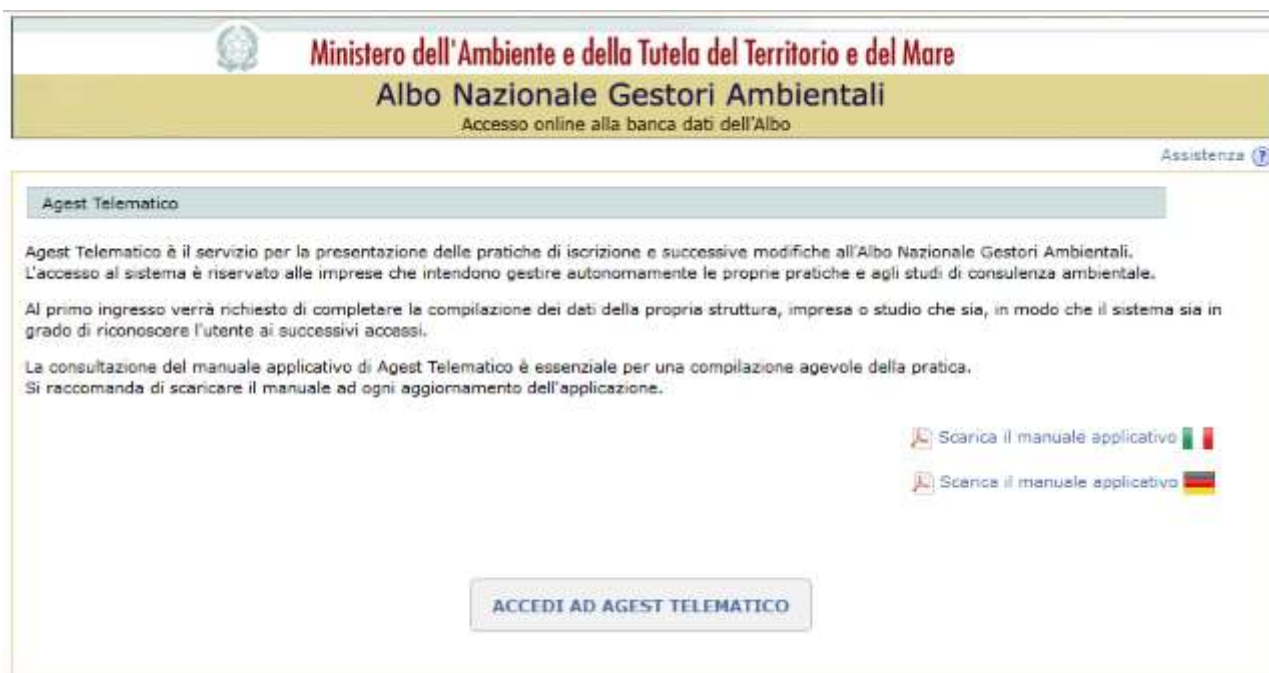 Ministero dell'Ambiente e della Tutela del Territorio e del Mare
Albo Nazionale Gestori Ambientali
Accesso online alla banca dati dell'Albo
Assistenza ?
Agest Telematico
Agest Telematico è il servizio per la presentazione delle pratiche di iscrizione e successive modifiche all'Albo Nazionale Gestori Ambientali.
L'accesso al sistema è riservato alle imprese che intendono gestire autonomamente le proprie pratiche e agli studi di consulenza ambientale.
Al primo ingresso verrà richiesto di completare la compilazione dei dati della propria struttura, impresa o studio che sia, in modo che il sistema sia in
grado di riconoscere l'utente ai successivi accessi.
La consultazione del manuale applicativo di Agest Telematico è essenziale per una compilazione agevole della pratica.
Si raccomanda di scaricare il manuale ad ogni aggiornamento dell'applicazione.
Scarica il manuale applicativo
Scarica il manuale applicativo
ACCEDI AD AGEST TELEMATICO